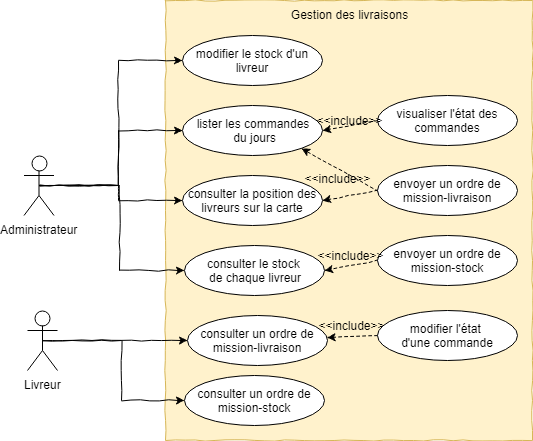 Gestion des livraisons
modifier le stock d'un
livreur
lister les commandes
du jours
<<include>>
visualiser l'état des
commandes
<<include>>
consulter la position des
livreurs sur la carte
envoyer un ordre de
mission-livraison
Administrateur
consulter le stock
de chaque livreur
<<include>>
envoyer un ordre de
mission-stock
consulter un ordre de
mission-livraison
<<include>>
modifier l'état
d'une commande
Livreur
consulter un ordre de
mission-stock